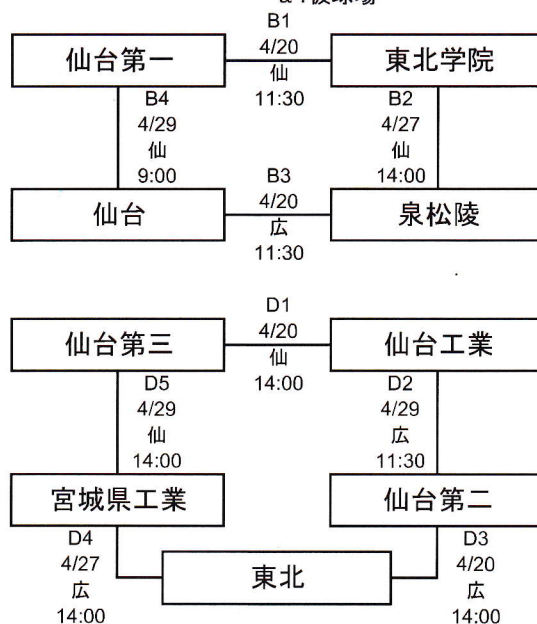 B1
4/20
仙台第一
東北学院
仙
11:30
B4
B2
4/29
4/27
仙
仙
9:00
14:00
B3
4/20
仙台
泉松陵
広
11:30
D1
4/20
仙台第三
仙台工業
仙
14:00
D5
D2
4/29
4/29
仙
広
14:00
11:30
宮城県工業
仙台第二
D4
D3
4/27
4/20
東北
広
広
14:00
14:00